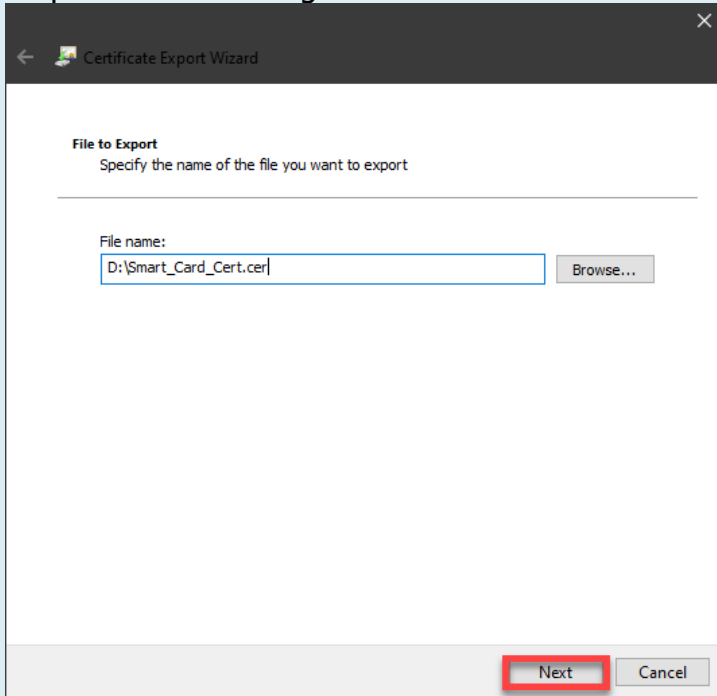 Certificate Export Wizard
File to Export
Specify the name of the file you want to export
File name:
D:\Smart_Card_Cert.cer
Browse...
Next
Cancel